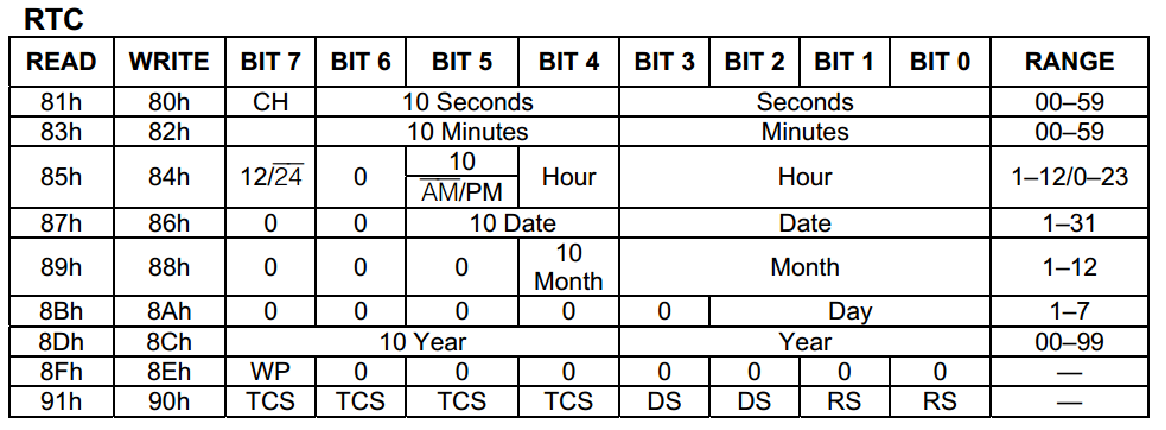 RTC
READ WRITE BIT 7 BIT 6 BIT 5 BIT 4 BIT 3 BIT 2 BIT 1 BIT 0 RANGE
81h 80h CH 10 Seconds Seconds 00–59
83h 82h 10 Minutes Minutes 00–59
85h 84h 12/2̅4̅ 0 10 Hour Hour 1–12/0–23
A̅M̅/PM
87h 86h 0 0 10 Date Date 1–31
89h 88h 0 0 0 10 Month Month 1–12
8Bh 8Ah 0 0 0 0 0 Day 1–7
8Dh 8Ch 10 Year Year 00–99
8Fh 8Eh WP 0 0 0 0 0 0 0 —
91h 90h TCS TCS TCS TCS DS DS RS RS —